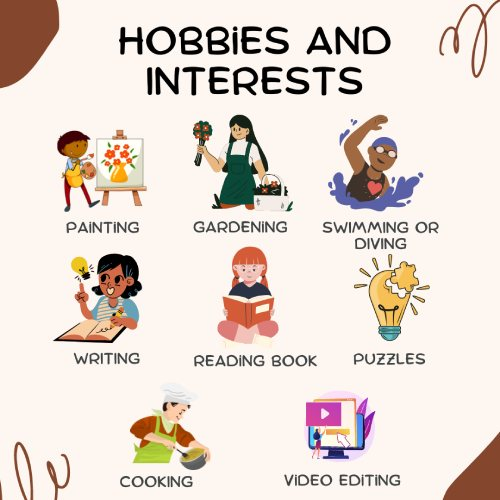 HOBBIES AND
INTERESTS
PAINTING
GARDENING
SWIMMING OR
DIVING
WRITING
READING BOOK
PUZZLES
COOKING
VIDEO EDITING